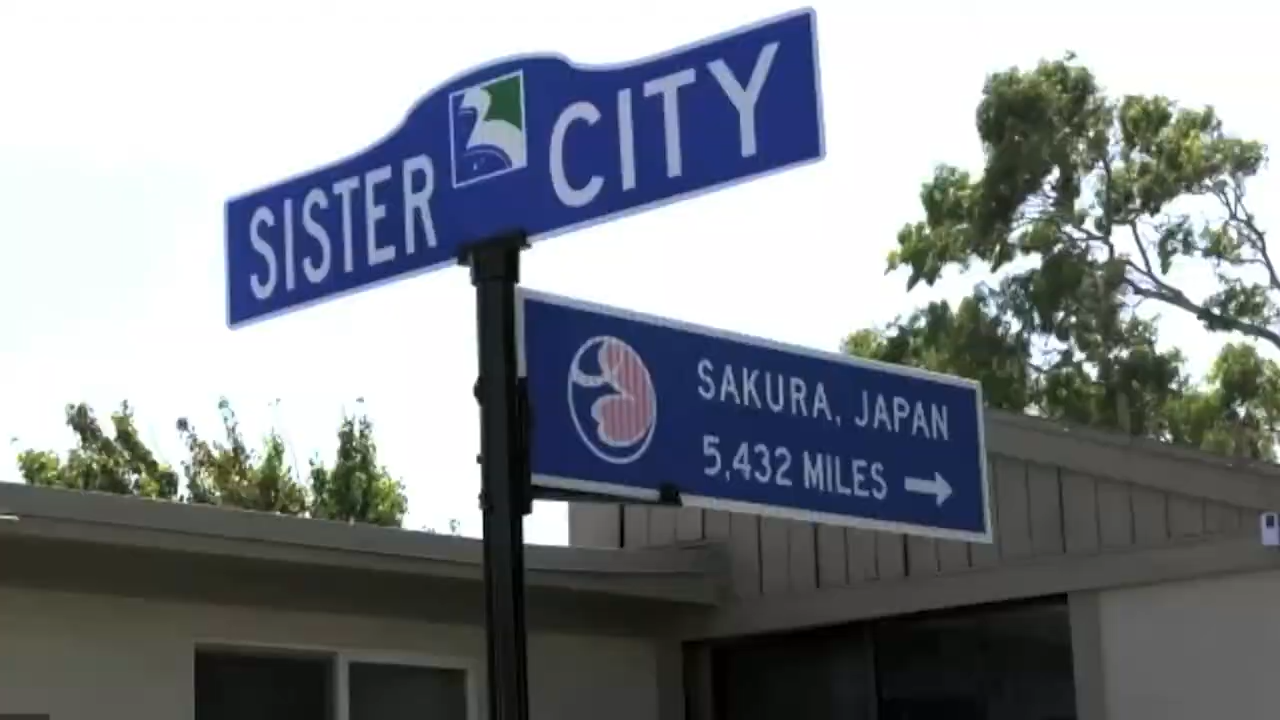 SISTER CITY
SAKURA, JAPAN
5,432 MILES →